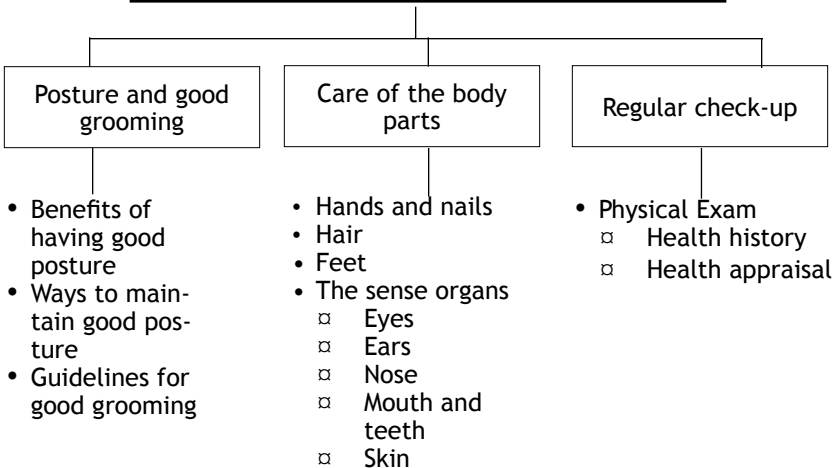 Posture and good
grooming
Care of the body
parts
Regular check-up
• Benefits of
having good
posture
• Ways to main-
tain good pos-
ture
• Guidelines for
good grooming
• Hands and nails
• Hair
• Feet
• The sense organs
¤ Eyes
¤ Ears
¤ Nose
¤ Mouth and
teeth
¤ Skin
• Physical Exam
¤ Health history
¤ Health appraisal